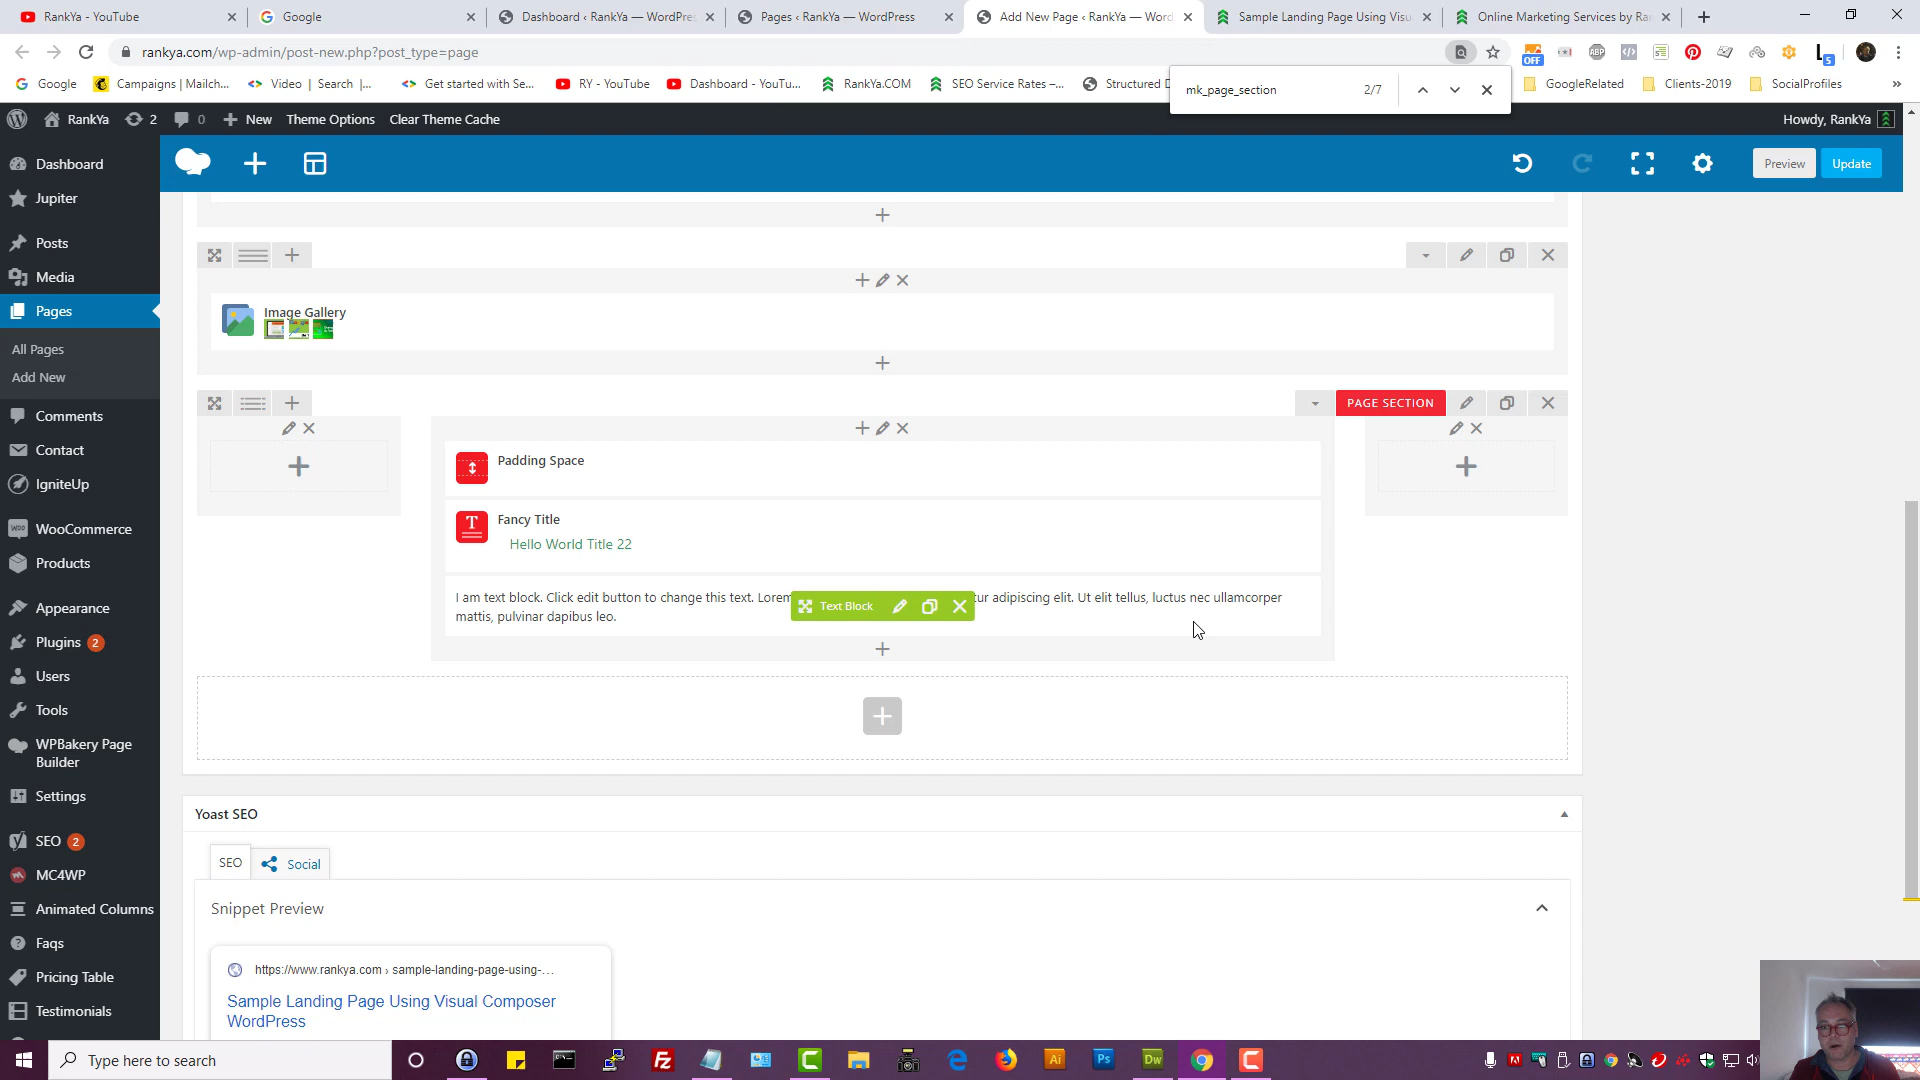 RankYa - YouTube
Google
Dashboard ‹ RankYa — WordPres
Pages ‹ RankYa — WordPress
Add New Page ‹ RankYa — Word
Sample Landing Page Using Visu
Online Marketing Services by Ra
rankya.com/wp-admin/post-new.php?post_type=page
OFF
ABP
5
Google
Campaigns | Mailch...
Video | Search |...
Get started with Se...
RY - YouTube
Dashboard - YouTu...
RankYa.COM
SEO Service Rates –...
Structured D
GoogleRelated
Clients-2019
SocialProfiles
»
mk_page_section
2/7
RankYa
2
0
New
Theme Options
Clear Theme Cache
Howdy, RankYa
Preview
Update
Dashboard
Jupiter
Posts
Media
Pages
All Pages
Add New
Comments
Contact
IgniteUp
WooCommerce
Products
Appearance
Plugins 2
Users
Tools
WPBakery Page
Builder
Settings
SEO 2
MC4WP
Animated Columns
Faqs
Pricing Table
Testimonials
Image Gallery
PAGE SECTION
Padding Space
Fancy Title
Hello World Title 22
I am text block. Click edit button to change this text. Lorem
Text Block
tur adipiscing elit. Ut elit tellus, luctus nec ullamcorper
mattis, pulvinar dapibus leo.
Yoast SEO
SEO
Social
Snippet Preview
https://www.rankya.com › sample-landing-page-using-...
Sample Landing Page Using Visual Composer
WordPress
Type here to search
Fz
Ai
Ps
Dw